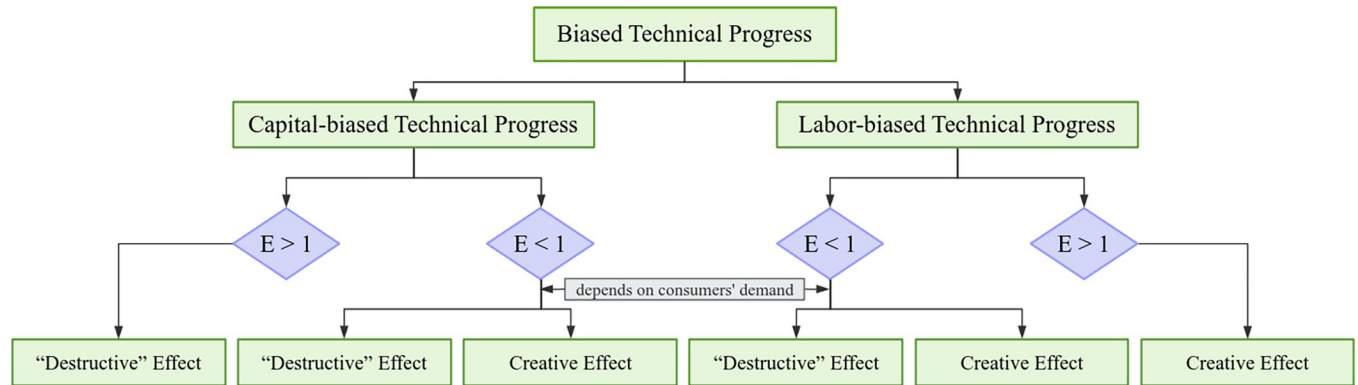 Biased Technical Progress
Capital-biased Technical Progress
Labor-biased Technical Progress
E > 1
E < 1
E < 1
E > 1
depends on consumers' demand
“Destructive” Effect
“Destructive” Effect
Creative Effect
“Destructive” Effect
Creative Effect
Creative Effect